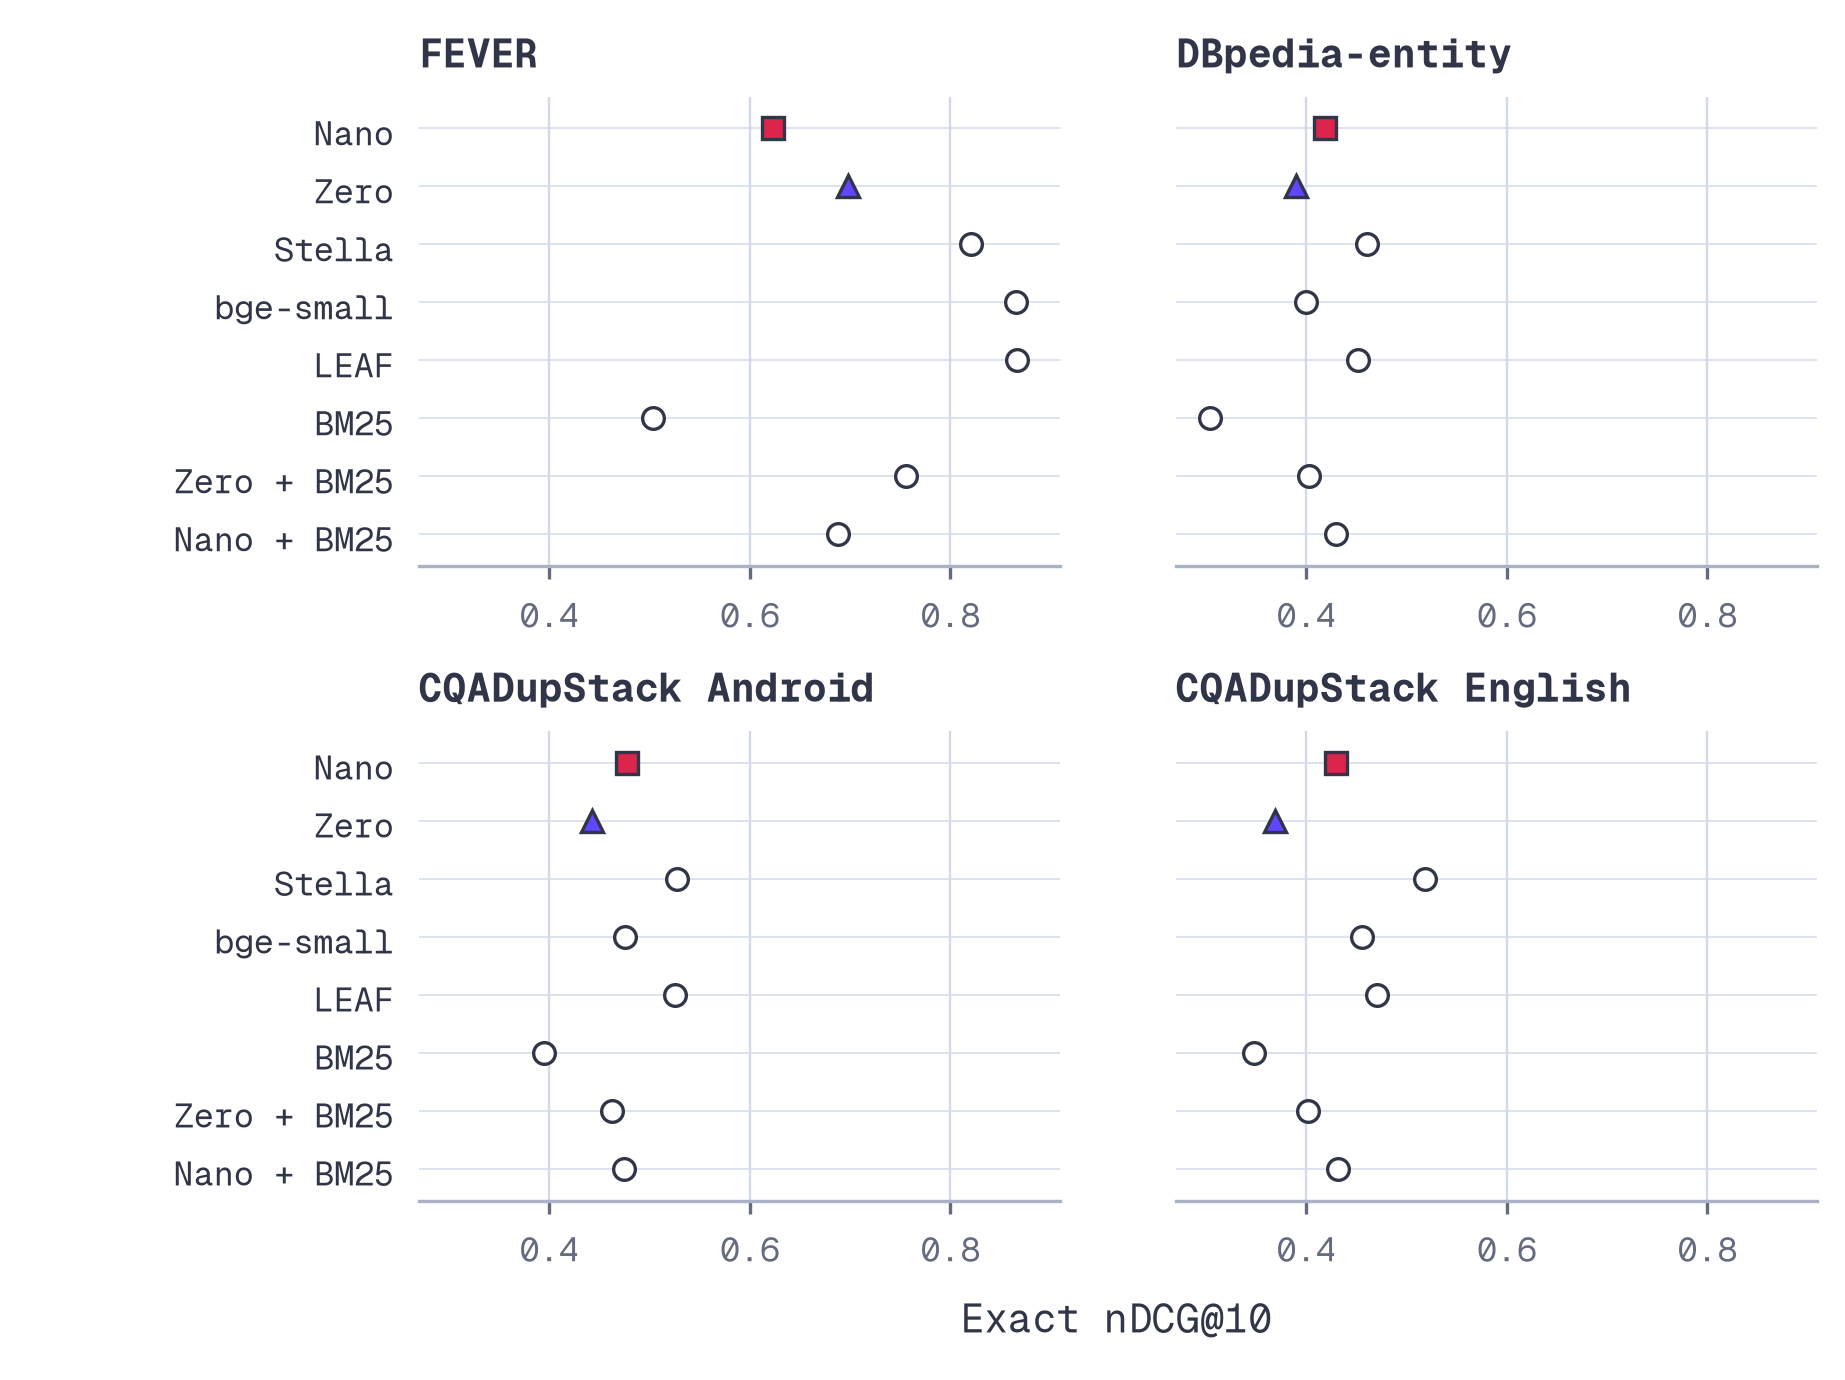 FEVER
DBpedia-entity
Nano
Zero
Stella
bge-small
LEAF
BM25
Zero + BM25
Nano + BM25
0.4 0.6 0.8
0.4 0.6 0.8
CQADupStack Android
CQADupStack English
Nano
Zero
Stella
bge-small
LEAF
BM25
Zero + BM25
Nano + BM25
0.4 0.6 0.8
0.4 0.6 0.8
Exact nDCG@10